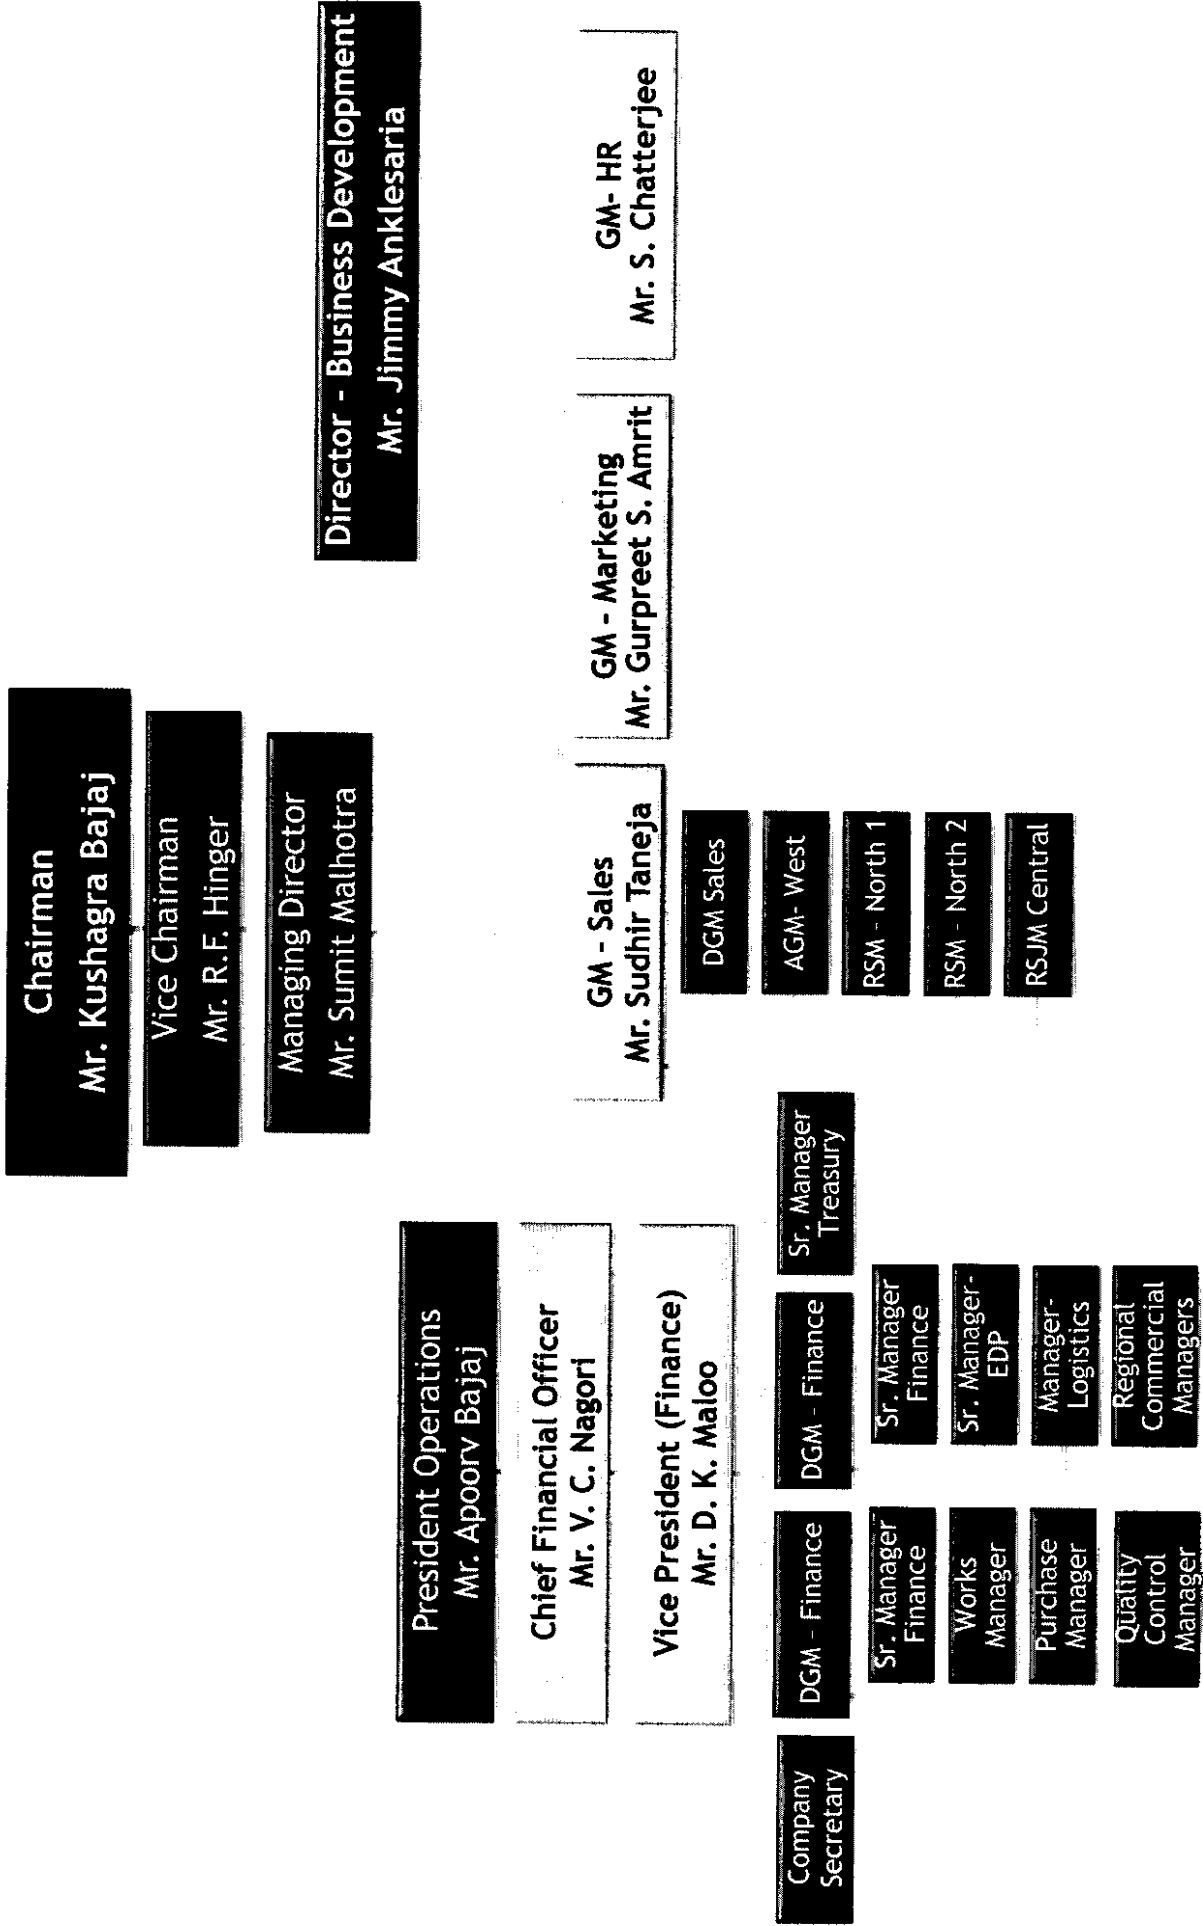 Chairman
Mr. Kushagra Bajaj
Vice Chairman
Mr. R.F. Hinger
Managing Director
Mr. Sumit Malhotra
Director - Business Development
Mr. Jimmy Anklesaria
President Operations
Mr. Apoorv Bajaj
Chief Financial Officer
Mr. V. C. Nagori
Vice President (Finance)
Mr. D. K. Maloo
GM - Sales
Mr. Sudhir Taneja
GM - Marketing
Mr. Gurpreet S. Amrit
GM- HR
Mr. S. Chatterjee
DGM Sales
AGM- West
RSM - North 1
RSM - North 2
RSJM Central
Company
Secretary
DGM - Finance
DGM - Finance
Sr. Manager
Treasury
Sr. Manager
Finance
Works
Manager
Purchase
Manager
Quality
Control
Manager
Sr. Manager
Finance
Sr. Manager-
EDP
Manager-
Logistics
Regional
Commercial
Managers